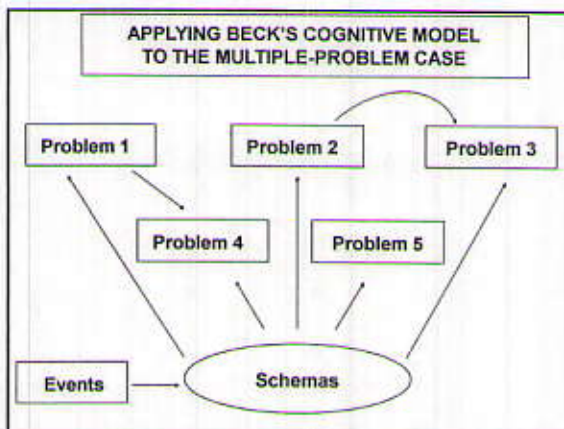 APPLYING BECK'S COGNITIVE MODEL
TO THE MULTIPLE-PROBLEM CASE
Problem 1
Problem 2
Problem 3
Problem 4
Problem 5
Events
Schemas